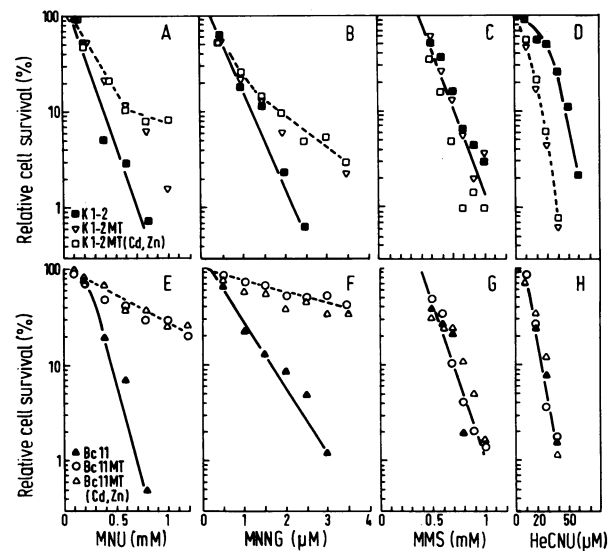 A
B
C
D
Relative cell survival (%)
100
10
1
■ K1-2
▽ K1-2MT
□ K1-2MT(Cd,Zn)
E
F
G
H
Relative cell survival (%)
100
10
1
▲ Bc11
○ Bc11MT
△ Bc11MT
(Cd,Zn)
0.5 1
0 1 2 3 4
0 0.5 1
0 20 40
MNU (mM)
MNNG (µM)
MMS (mM)
HeCNU(µM)